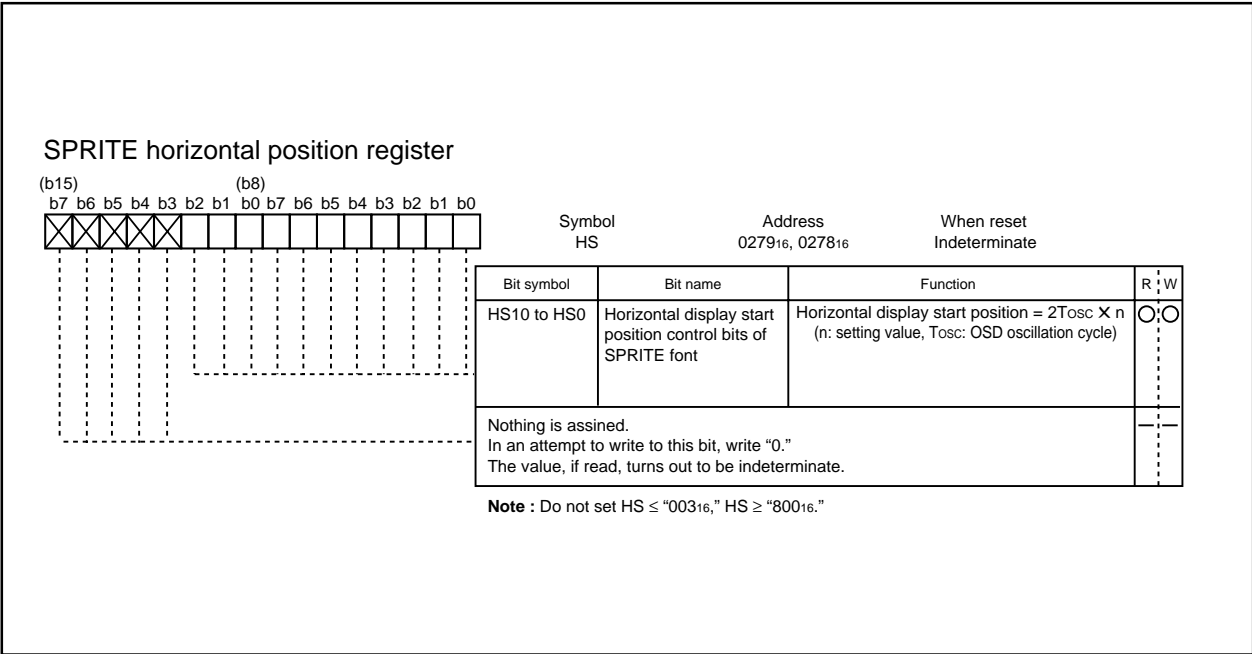 SPRITE horizontal position register
(b15) (b8)
b7 b6 b5 b4 b3 b2 b1 b0 b7 b6 b5 b4 b3 b2 b1 b0
Symbol Address When reset
HS 027916, 027816 Indeterminate
Bit symbol Bit name Function R W
HS10 to HS0 Horizontal display start position control bits of SPRITE font Horizontal display start position = 2Tosc X n
(n: setting value, Tosc: OSD oscillation cycle)
Nothing is assined.
In an attempt to write to this bit, write “0.”
The value, if read, turns out to be indeterminate.
Note : Do not set HS ≤ “00316,” HS ≥ “80016.”